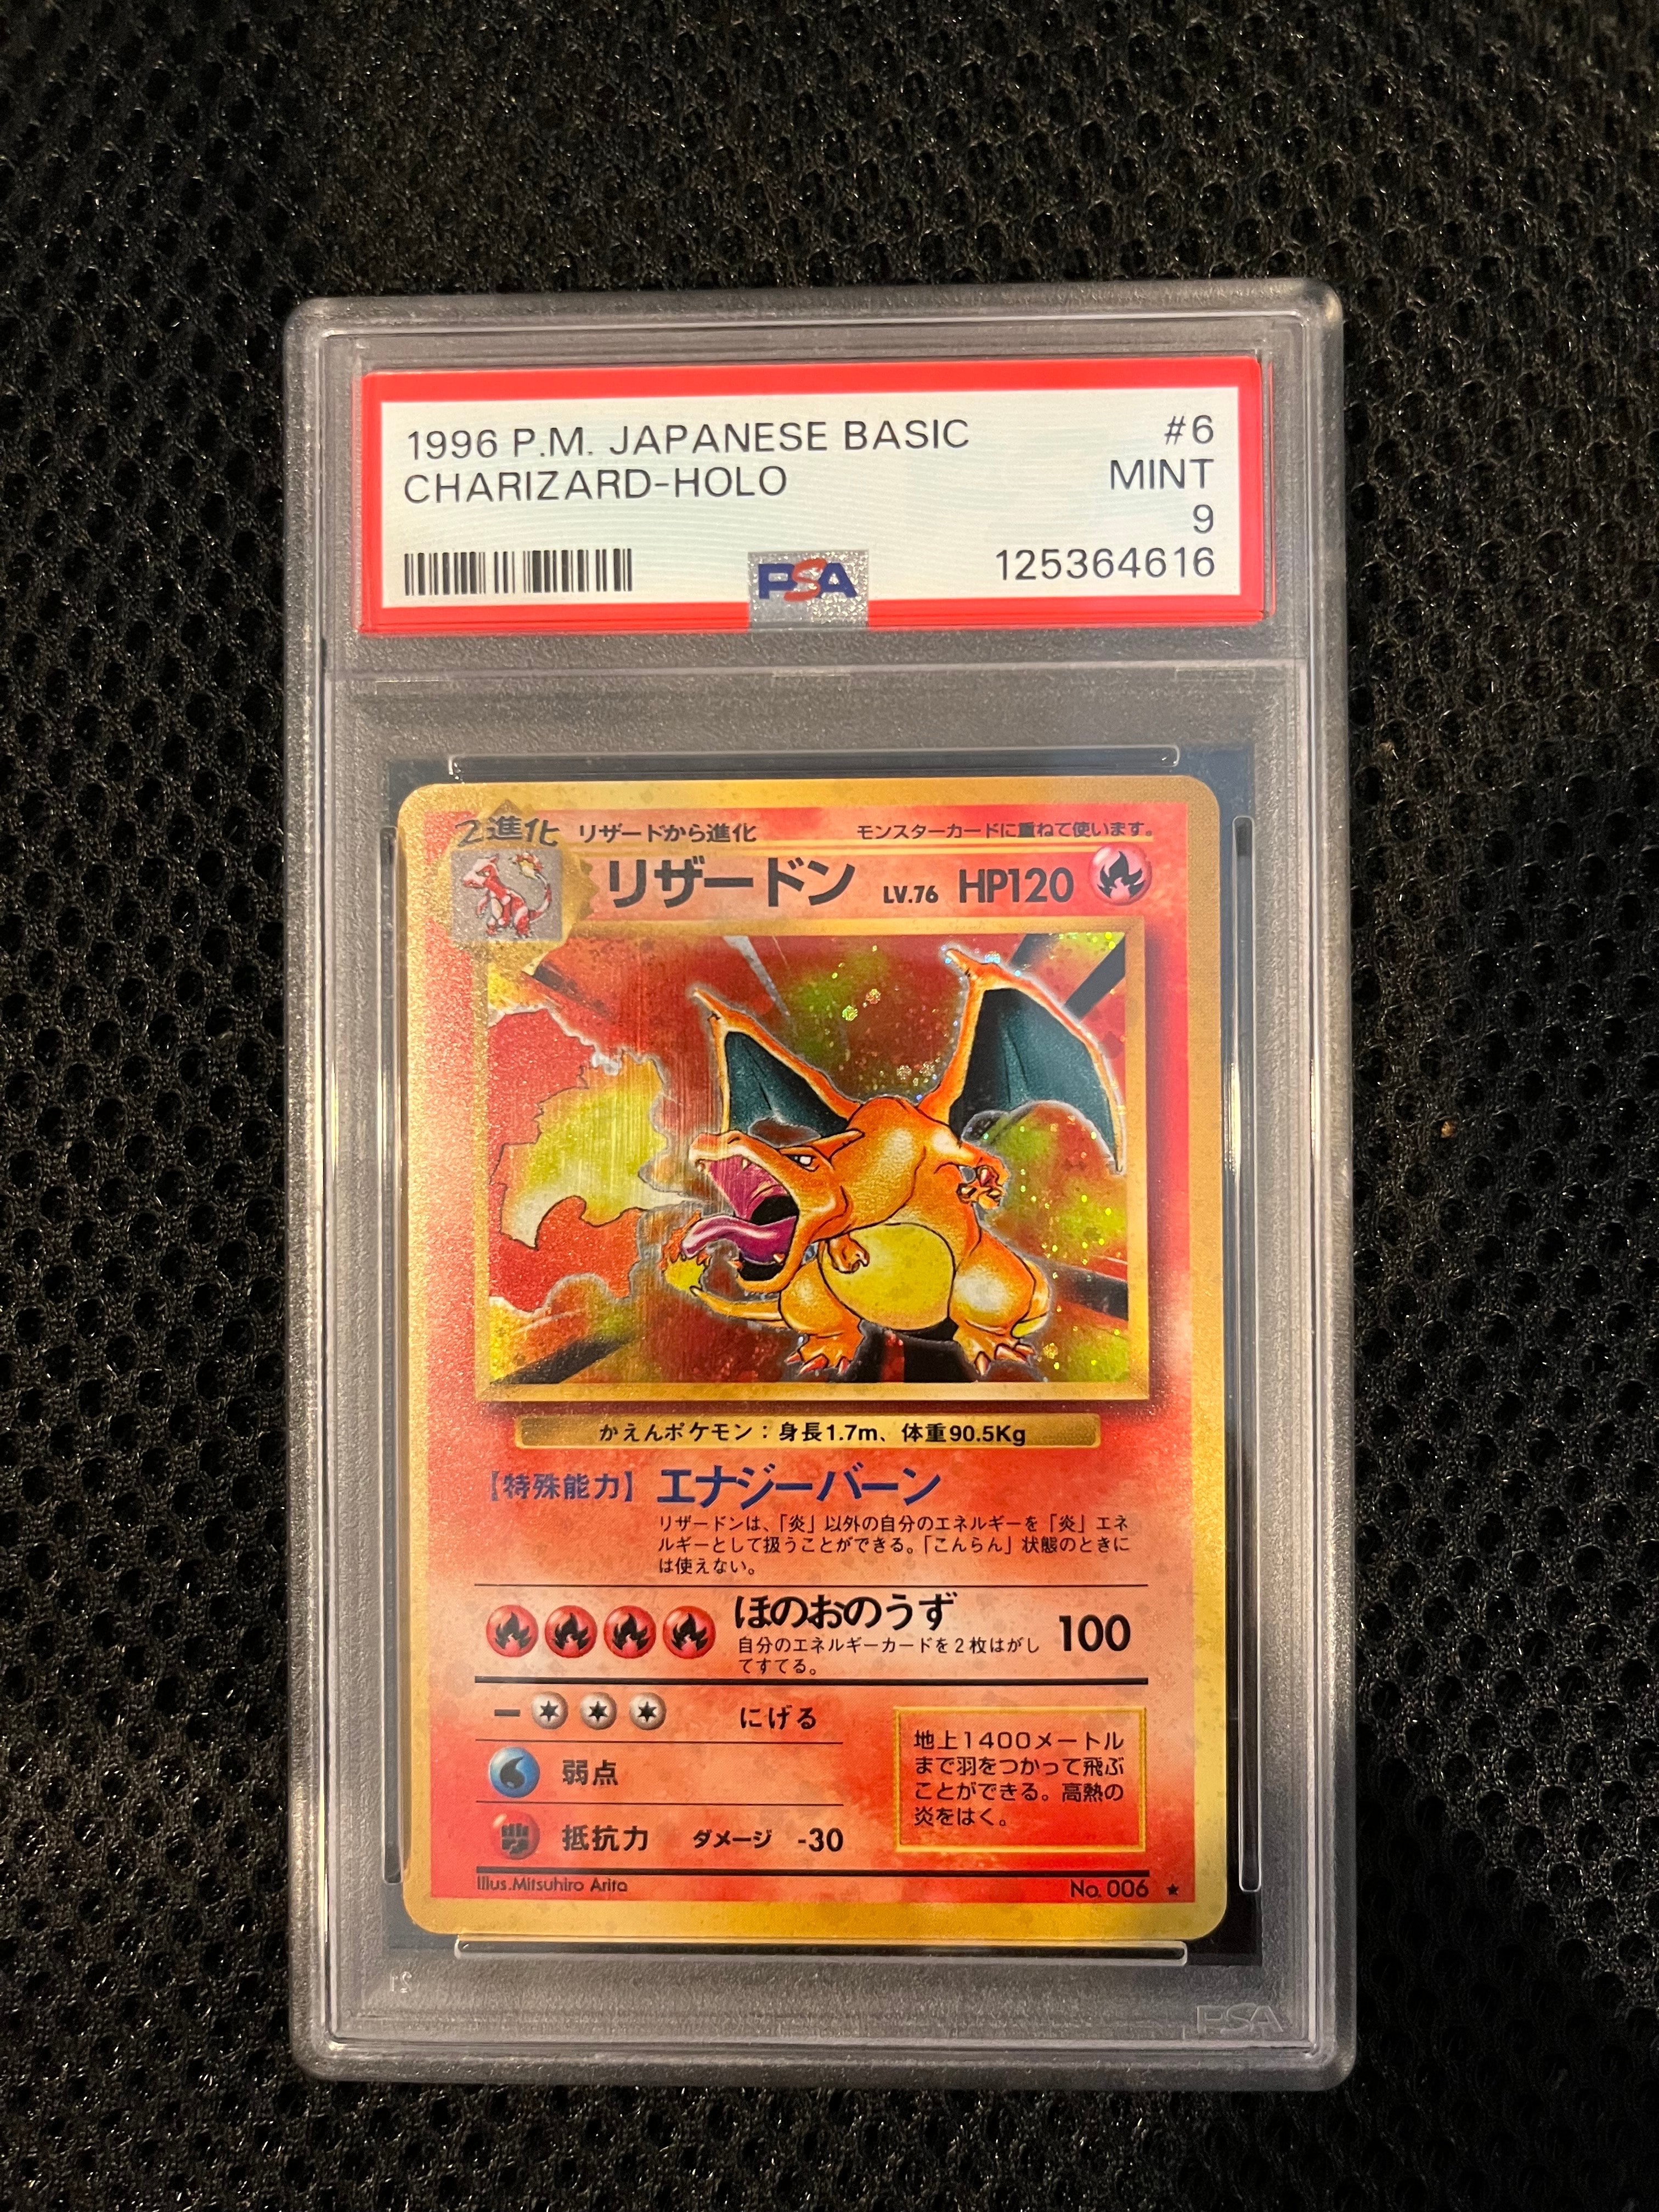 1996 P.M. JAPANESE BASIC #6
CHARIZARD-HOLO MINT
9
PSA 125364616
2進化 リザードから進化 モンスターカードに重ねて使います。
リザードン LV.76 HP120
かえんポケモン：身長1.7m、体重90.5Kg
【特殊能力】 エナジーバーン
リザードンは、「炎」以外の自分のエネルギーを「炎」エネ
ルギーとして扱うことができる。「こんらん」状態のときに
は使えない。
ほのおのうず 100
自分のエネルギーカードを2枚はがし
てすてる。
にげる
弱点
抵抗力 ダメージ -30
地上1400メートル
まで羽をつかって飛ぶ
ことができる。高熱の
炎をはく。
Illus.Mitsuhiro Arita No. 006 ★
PSA